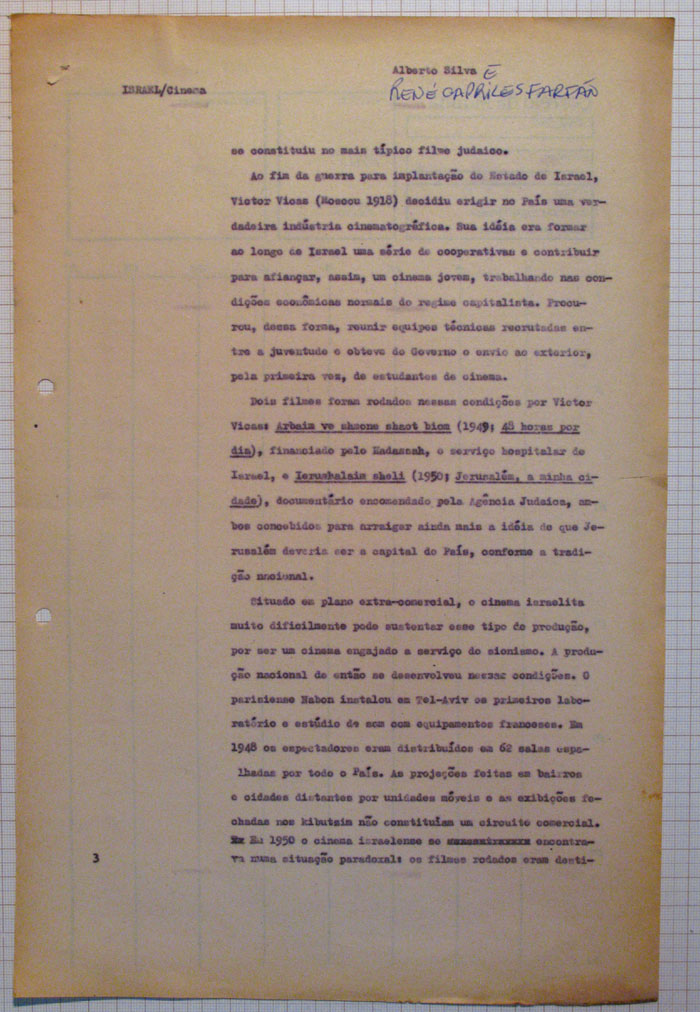 Alberto Silva E
ISRAEL/Cinema
RENÉ CAPRILES FARFÁN
se constituiu no mais típico filme judaico.
Ao fim da guerra para implantação do Estado de Israel,
Victor Vicas (Moscou 1918) decidiu erigir no País uma ver-
dadeira indústria cinematográfica. Sua idéia era formar
ao longo de Israel uma série de cooperativas e contribuir
para afiançar, assim, um cinema jovem, trabalhando nas con-
dições econômicas normais do regime capitalista. Procu-
rou, dessa forma, reunir equipes técnicas recrutadas en-
tre a juventude e obteve do Governo o envio ao exterior,
pela primeira vez, de estudantes de cinema.
Dois filmes foram rodados nessas condições por Victor
Vicas: Arbaim ve shmone shaot biom (1949; 48 horas por
dia), financiado pelo Hadassah, o serviço hospitalar de
Israel, e Ierushalaim sheli (1950; Jerusalém, a minha ci-
dade), documentário encomendado pela Agência Judaica, am-
bos concebidos para arraigar ainda mais a idéia de que Je-
rusalém deveria ser a capital do País, conforme a tradi-
ção nacional.
Situado em plano extra-comercial, o cinema israelita
muito dificilmente pode sustentar esse tipo de produção,
por ser um cinema engajado a serviço do sionismo. A produ-
ção nacional de então se desenvolveu nessas condições. O
parisiense Nabon instalou em Tel-Aviv os primeiros labo-
ratório e estúdio de som com equipamentos franceses. Em
1948 os espectadores eram distribuídos em 62 salas espa-
lhadas por todo o País. As projeções feitas em bairros
e cidades distantes por unidades móveis e as exibições fe-
chadas nos kibutzim não constituíam um circuito comercial.
Em 1950 o cinema israelense se encontra-
3 va numa situação paradoxal: os filmes rodados eram desti-